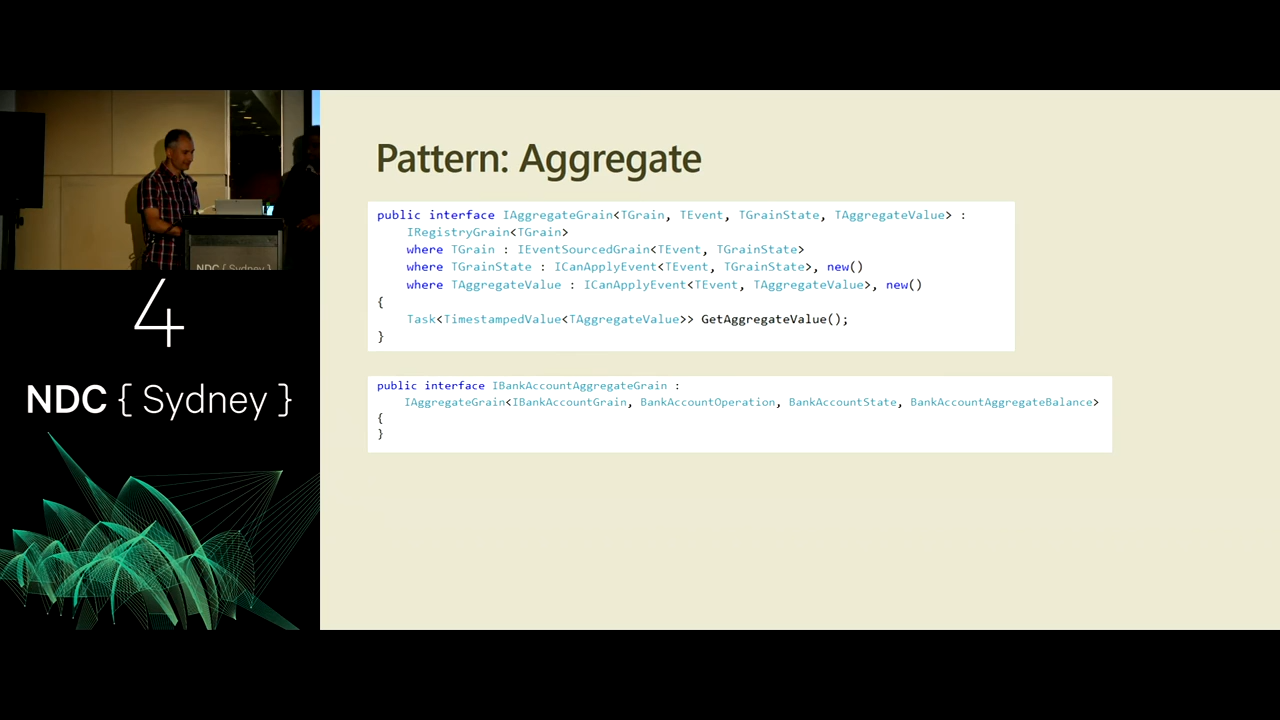 Pattern: Aggregate
public interface IAggregateGrain<TGrain, TEvent, TGrainState, TAggregateValue> :
IRegistryGrain<TGrain>
where TGrain : IEventSourcedGrain<TEvent, TGrainState>
where TGrainState : ICanApplyEvent<TEvent, TGrainState>, new()
where TAggregateValue : ICanApplyEvent<TEvent, TAggregateValue>, new()
{
Task<TimestampedValue<TAggregateValue>> GetAggregateValue();
}
public interface IBankAccountAggregateGrain :
IAggregateGrain<IBankAccountGrain, BankAccountOperation, BankAccountState, BankAccountAggregateBalance>
{
}
NDC { Sydney }
4
NDC { Sydney }